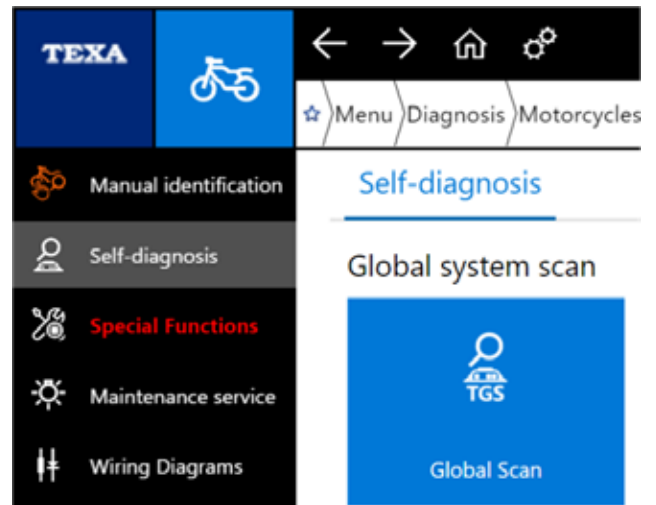 TEXA
Menu Diagnosis Motorcycles
Manual identification
Self-diagnosis
Special Functions
Maintenance service
Wiring Diagrams
Self-diagnosis
Global system scan
TGS
Global Scan